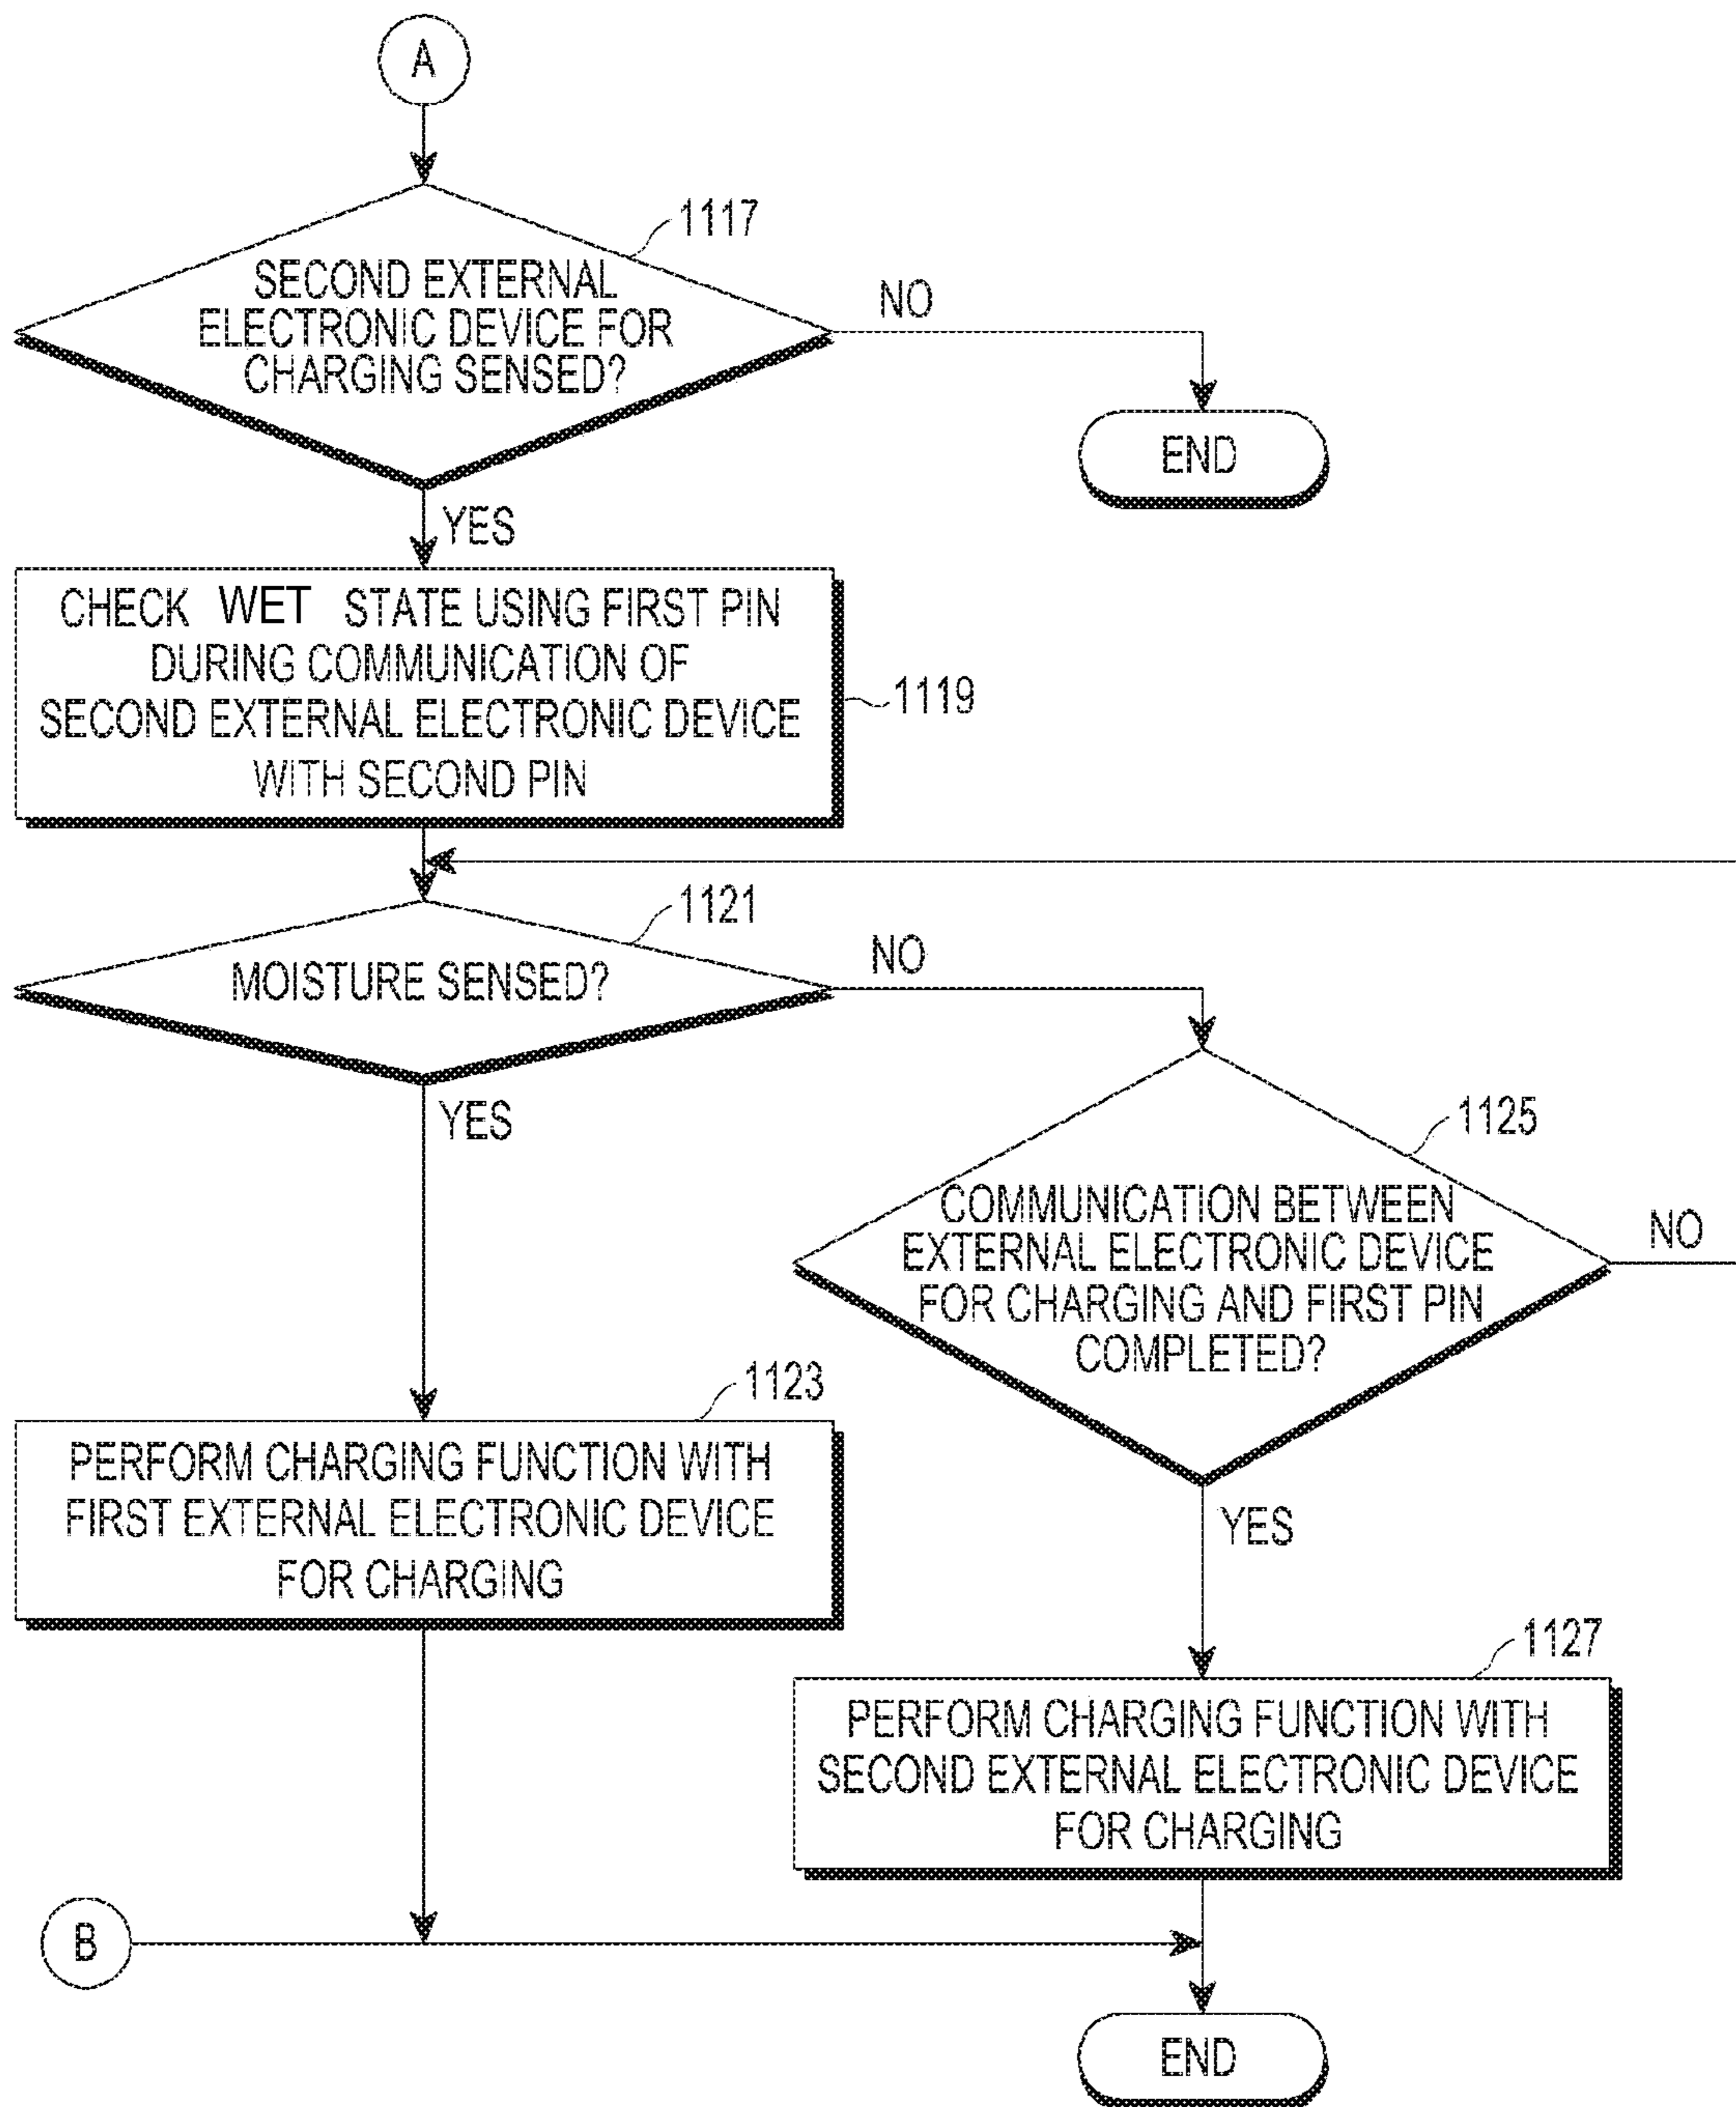 A
1117
SECOND EXTERNAL
ELECTRONIC DEVICE FOR
CHARGING SENSED?
NO
END
YES
CHECK WET STATE USING FIRST PIN
DURING COMMUNICATION OF
SECOND EXTERNAL ELECTRONIC DEVICE
WITH SECOND PIN
1119
1121
MOISTURE SENSED?
NO
YES
1125
COMMUNICATION BETWEEN
EXTERNAL ELECTRONIC DEVICE
FOR CHARGING AND FIRST PIN
COMPLETED?
NO
YES
1123
PERFORM CHARGING FUNCTION WITH
FIRST EXTERNAL ELECTRONIC DEVICE
FOR CHARGING
1127
PERFORM CHARGING FUNCTION WITH
SECOND EXTERNAL ELECTRONIC DEVICE
FOR CHARGING
B
END